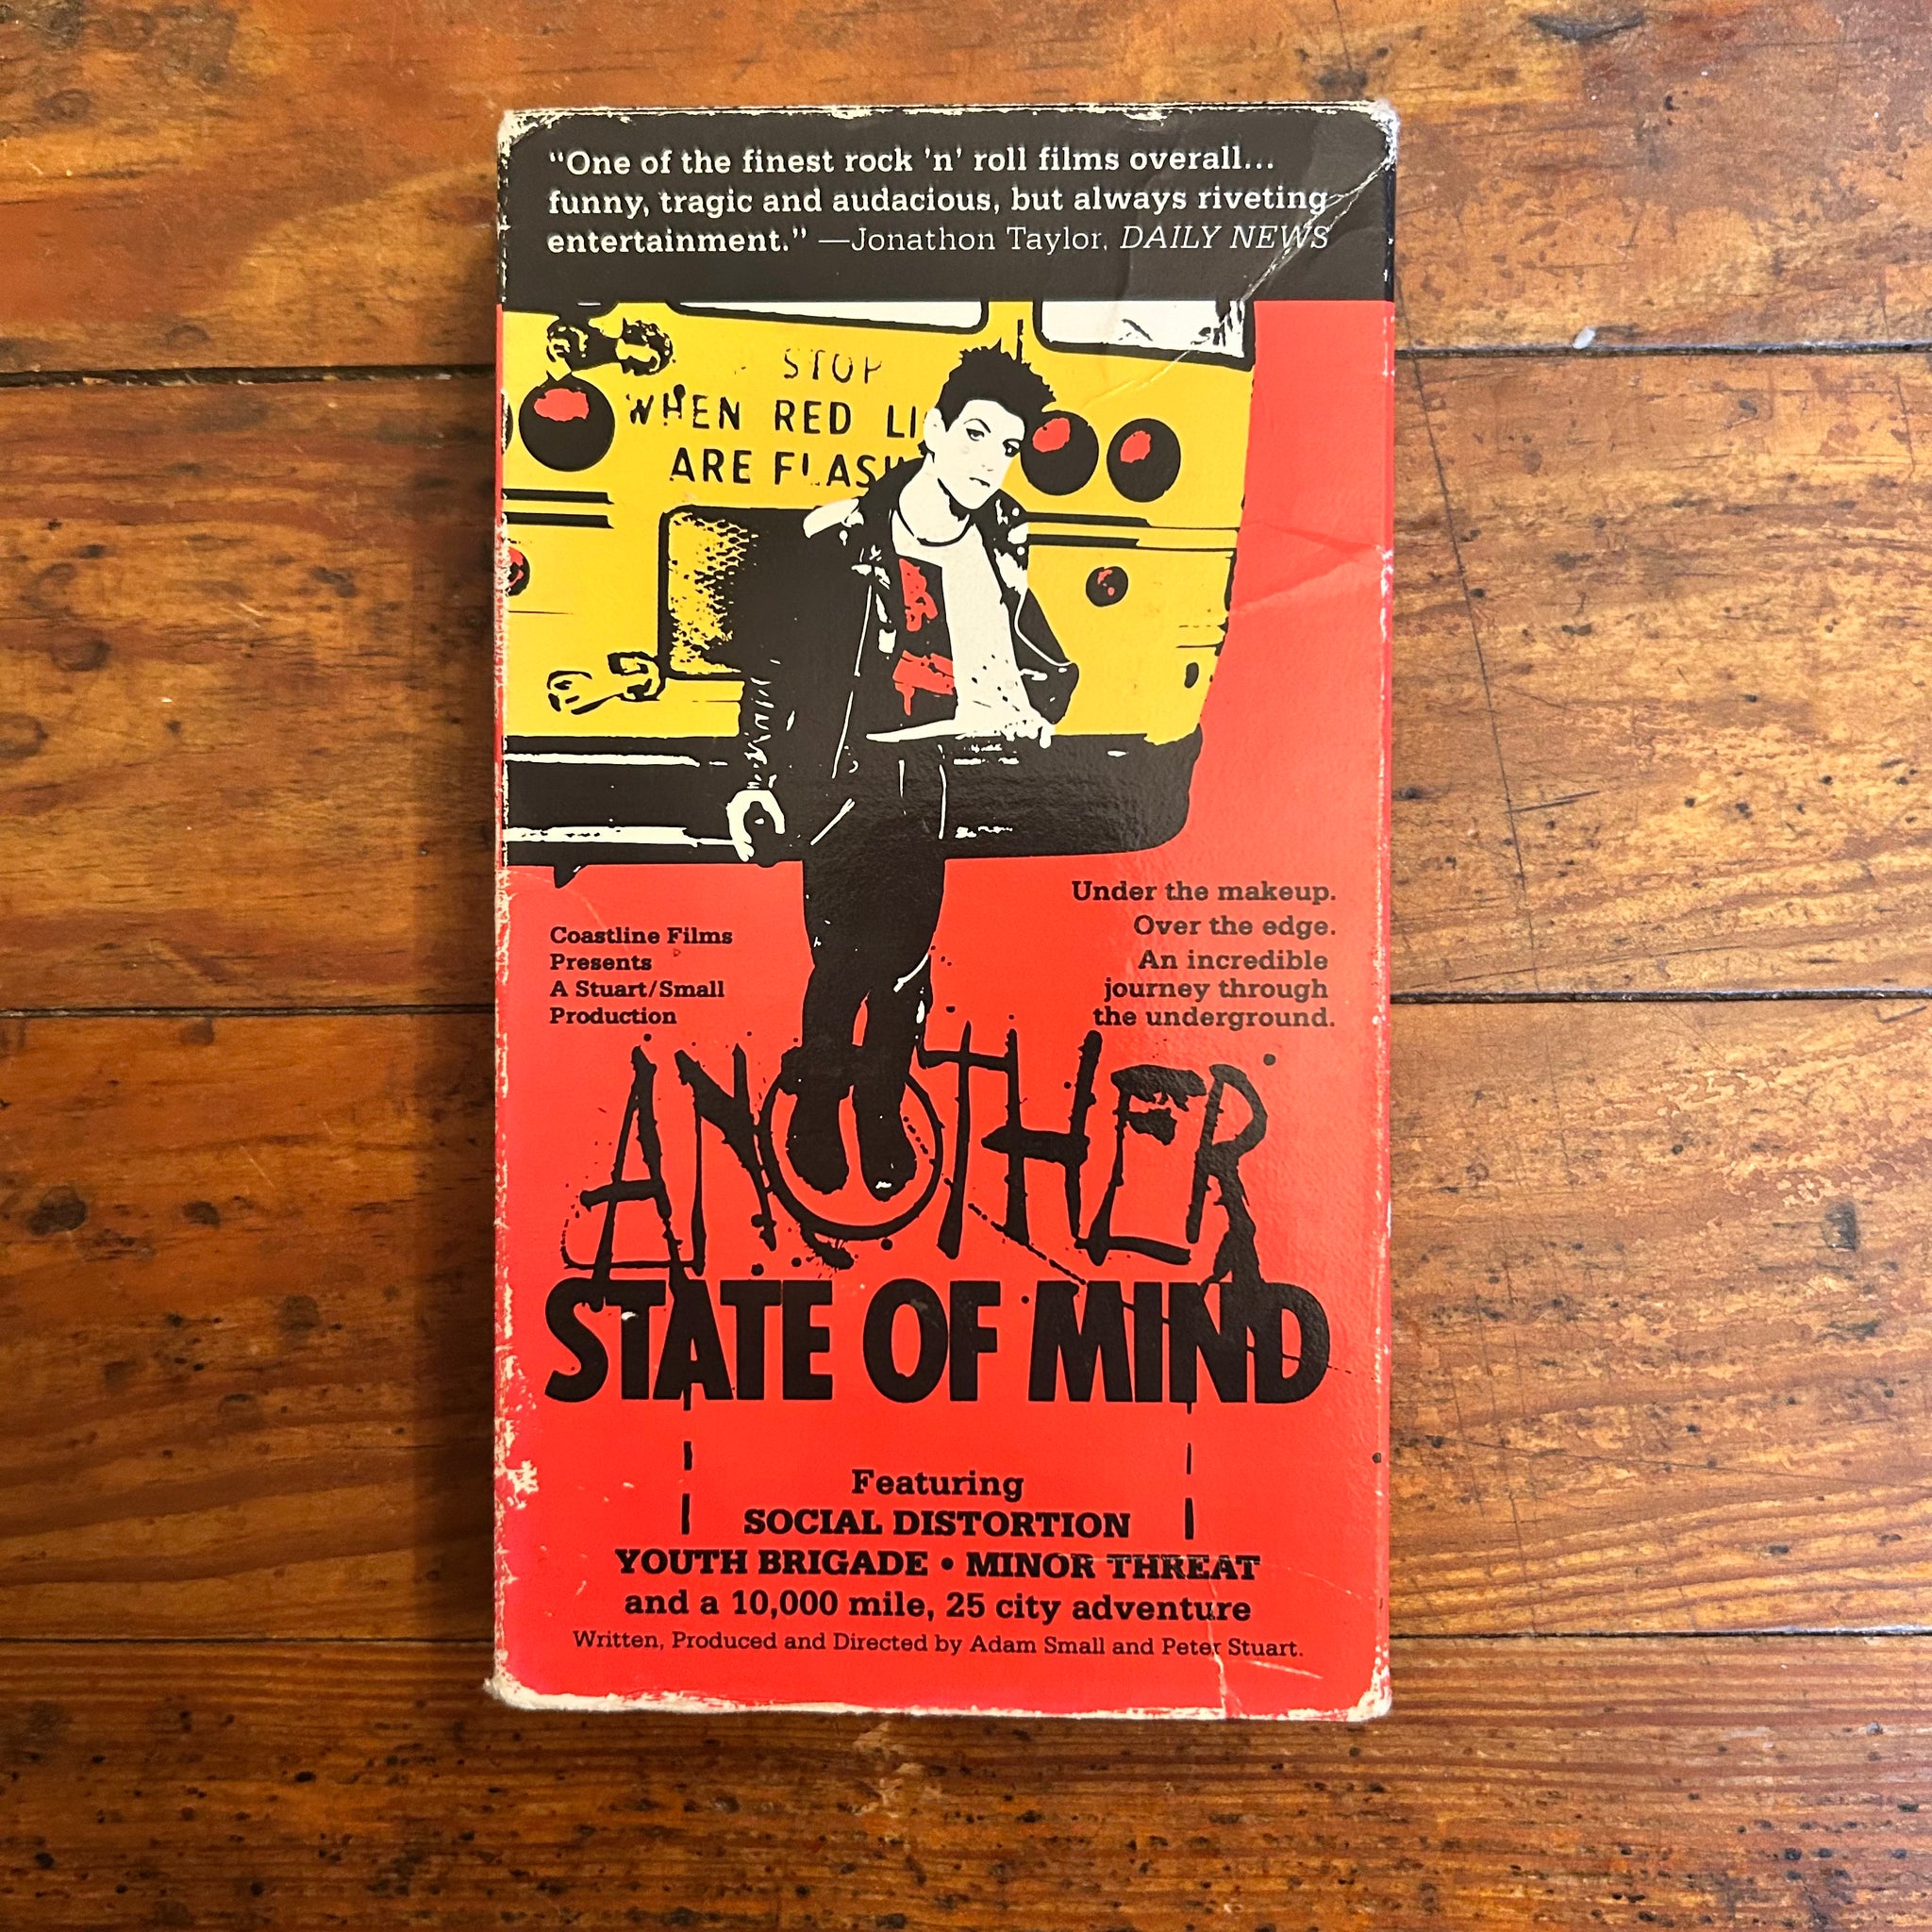 “One of the finest rock 'n' roll films overall...
funny, tragic and audacious, but always riveting
entertainment.” —Jonathon Taylor, DAILY NEWS
STOP
WHEN RED LI
ARE FLASH
Coastline Films
Presents
A Stuart/Small
Production
Under the makeup.
Over the edge.
An incredible
journey through
the underground.
ANOTHER
STATE OF MIND
Featuring
SOCIAL DISTORTION
YOUTH BRIGADE • MINOR THREAT
and a 10,000 mile, 25 city adventure
Written, Produced and Directed by Adam Small and Peter Stuart.